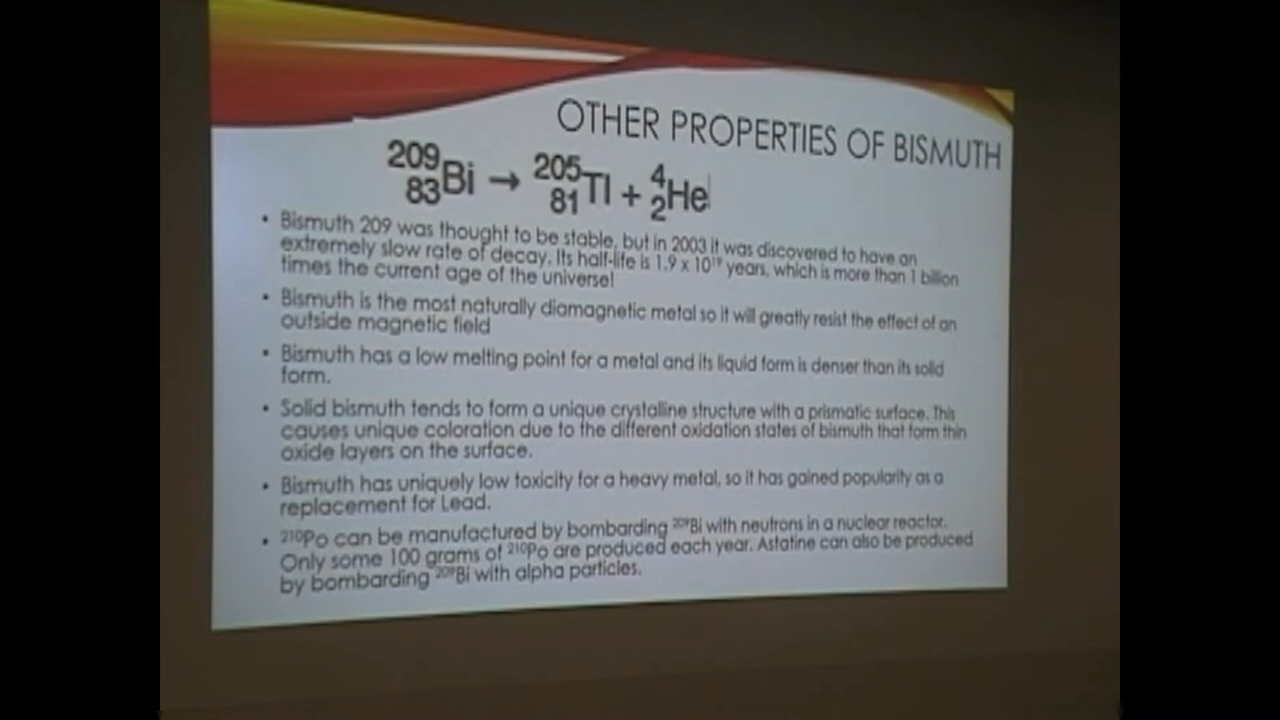 OTHER PROPERTIES OF BISMUTH
²⁰⁹₈₃Bi → ²⁰⁵₈₁Tl + ⁴₂He
• Bismuth 209 was thought to be stable, but in 2003 it was discovered to have an
extremely slow rate of decay. Its half-life is 1.9 x 10¹⁹ years, which is more than 1 billion
times the current age of the universe!
• Bismuth is the most naturally diamagnetic metal so it will greatly resist the effect of an
outside magnetic field
• Bismuth has a low melting point for a metal and its liquid form is denser than its solid
form.
• Solid bismuth tends to form a unique crystalline structure with a prismatic surface. This
causes unique coloration due to the different oxidation states of bismuth that form thin
oxide layers on the surface.
• Bismuth has uniquely low toxicity for a heavy metal, so it has gained popularity as a
replacement for Lead.
• ²¹⁰Po can be manufactured by bombarding ²⁰⁹Bi with neutrons in a nuclear reactor.
Only some 100 grams of ²¹⁰Po are produced each year. Astatine can also be produced
by bombarding ²⁰⁹Bi with alpha particles.